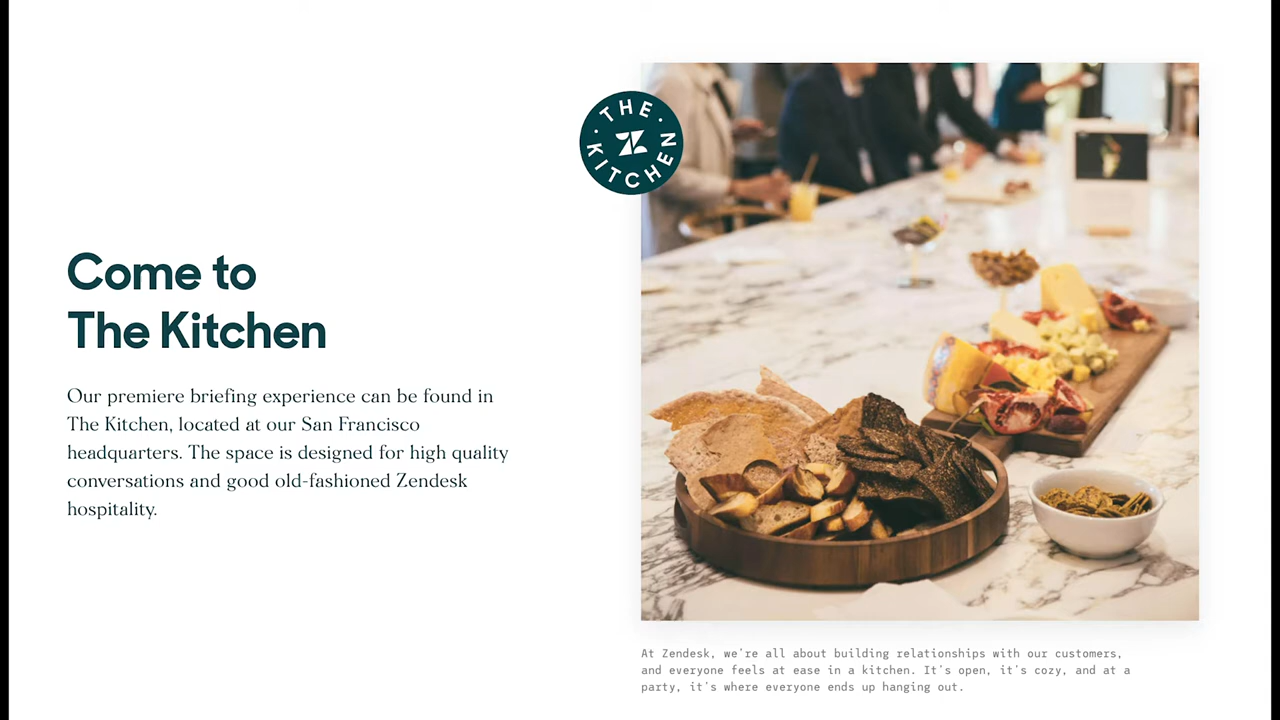 THE KITCHEN
Come to
The Kitchen
Our premiere briefing experience can be found in
The Kitchen, located at our San Francisco
headquarters. The space is designed for high quality
conversations and good old-fashioned Zendesk
hospitality.
At Zendesk, we're all about building relationships with our customers,
and everyone feels at ease in a kitchen. It's open, it's cozy, and at a
party, it's where everyone ends up hanging out.